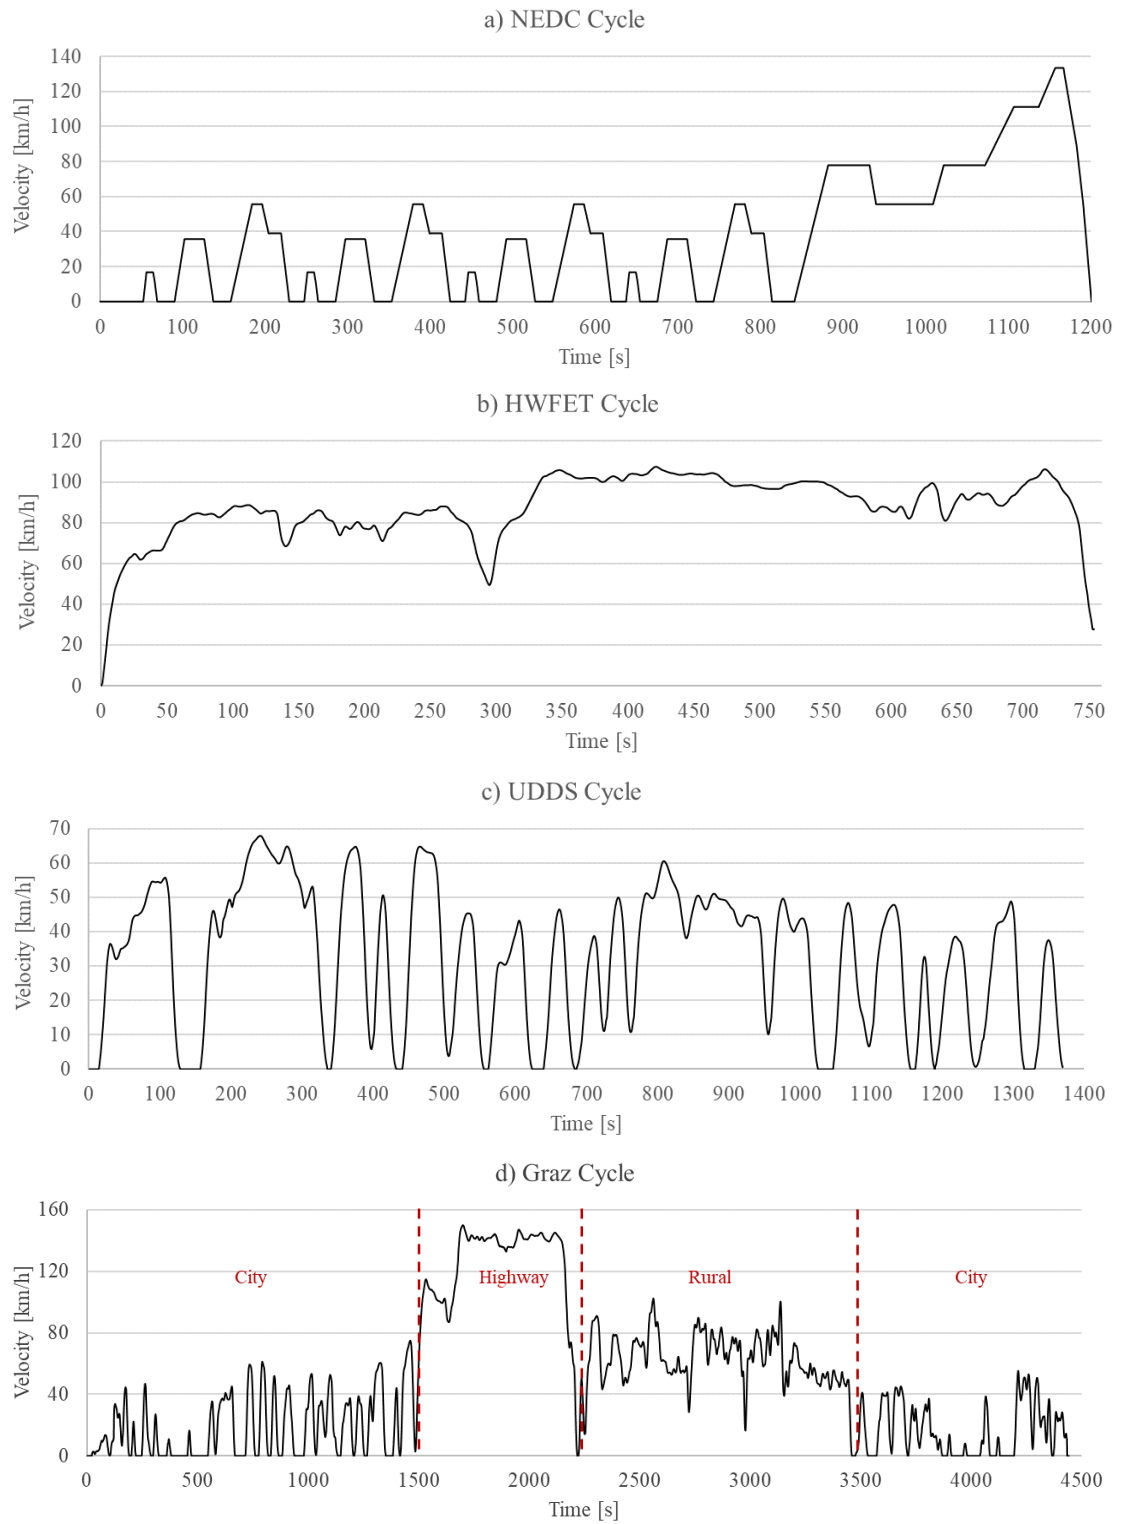 a) NEDC Cycle
140
120
100
80
60
40
20
0
Velocity [km/h]
0 100 200 300 400 500 600 700 800 900 1000 1100 1200
Time [s]
b) HWFET Cycle
120
100
80
60
40
20
0
Velocity [km/h]
0 50 100 150 200 250 300 350 400 450 500 550 600 650 700 750
Time [s]
c) UDDS Cycle
70
60
50
40
30
20
10
0
Velocity [km/h]
0 100 200 300 400 500 600 700 800 900 1000 1100 1200 1300 1400
Time [s]
d) Graz Cycle
160
120
80
40
0
Velocity [km/h]
City Highway Rural City
0 500 1000 1500 2000 2500 3000 3500 4000 4500
Time [s]